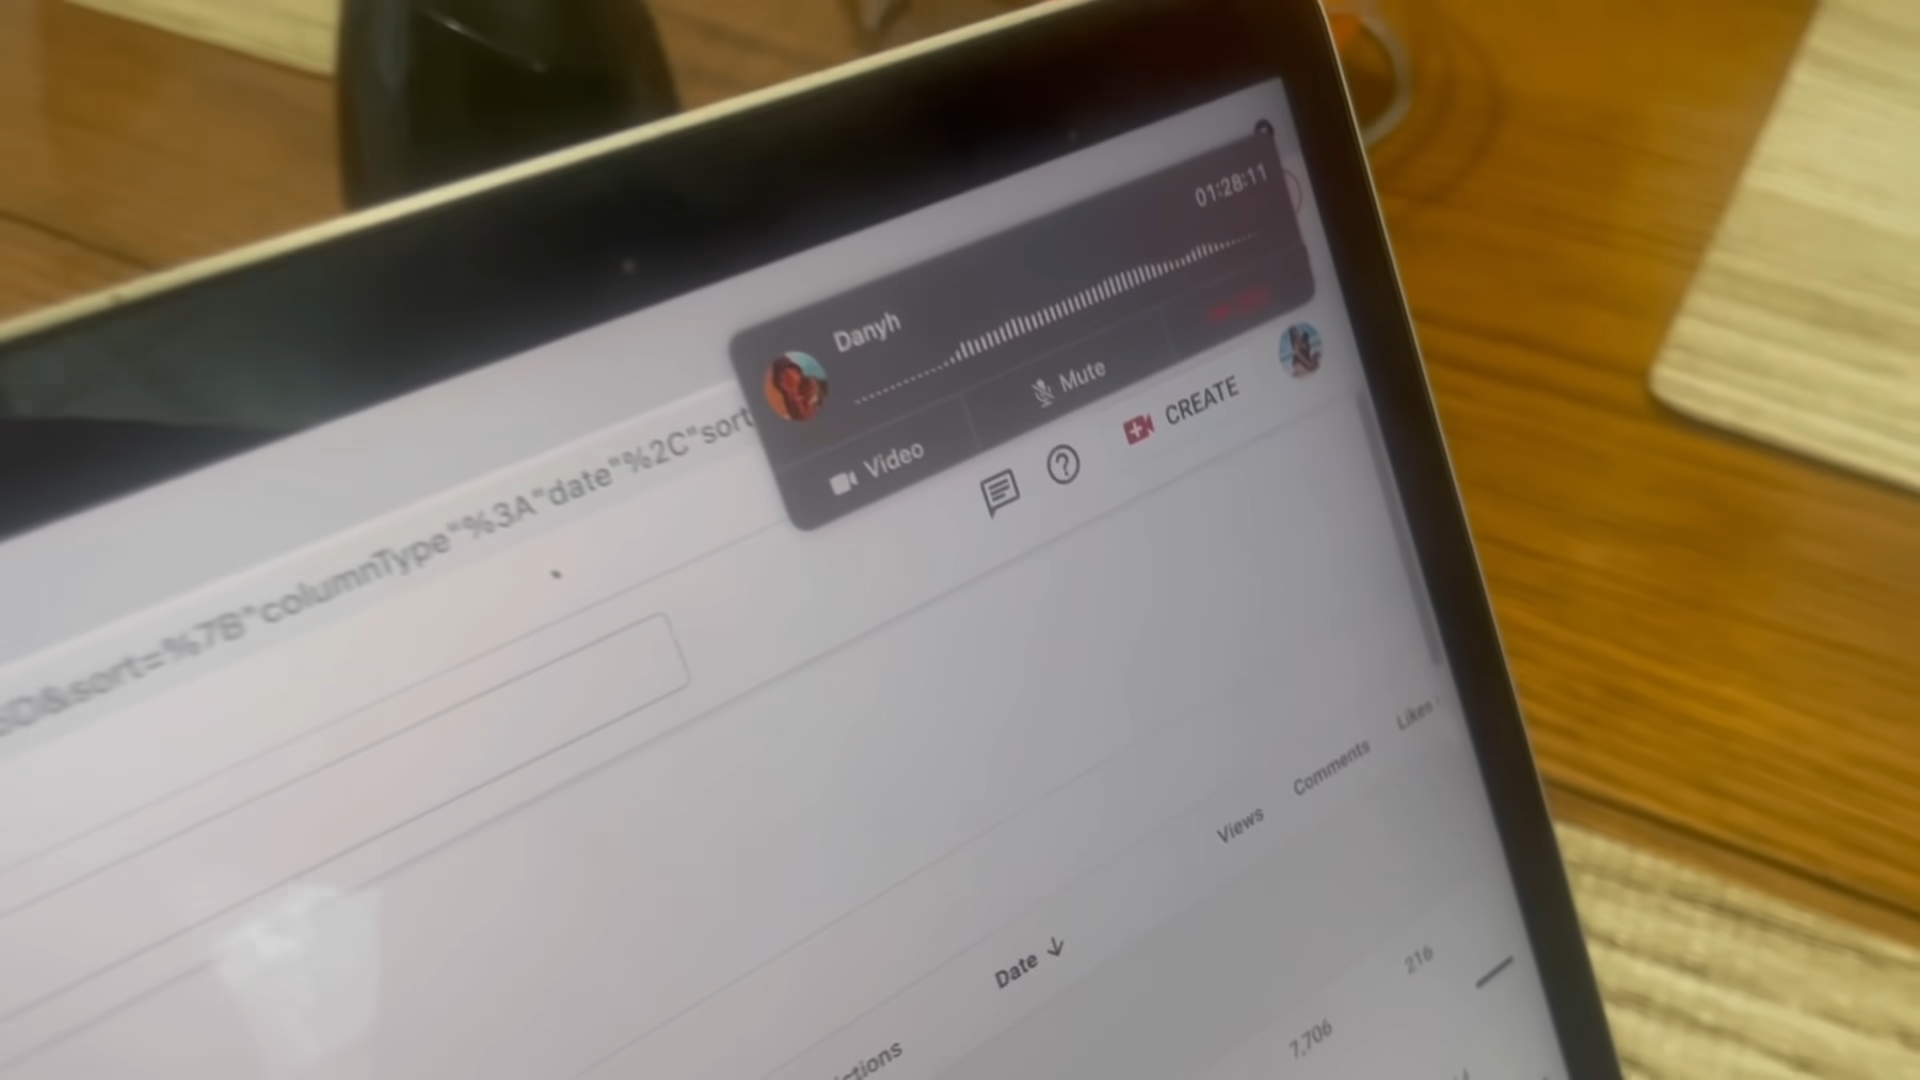 01:28:11
Danyh
Video
Mute
D&sort=%7B"columnType"%3A"date"%2C"sort
CREATE
Date ↓
Views
Comments
Likes
ctions
7,706
216